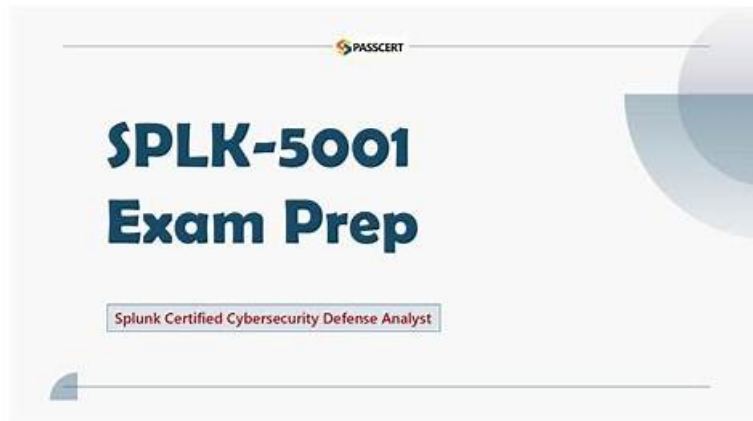 PASSCERT
SPLK-5001
Exam Prep
Splunk Certified Cybersecurity Defense Analyst